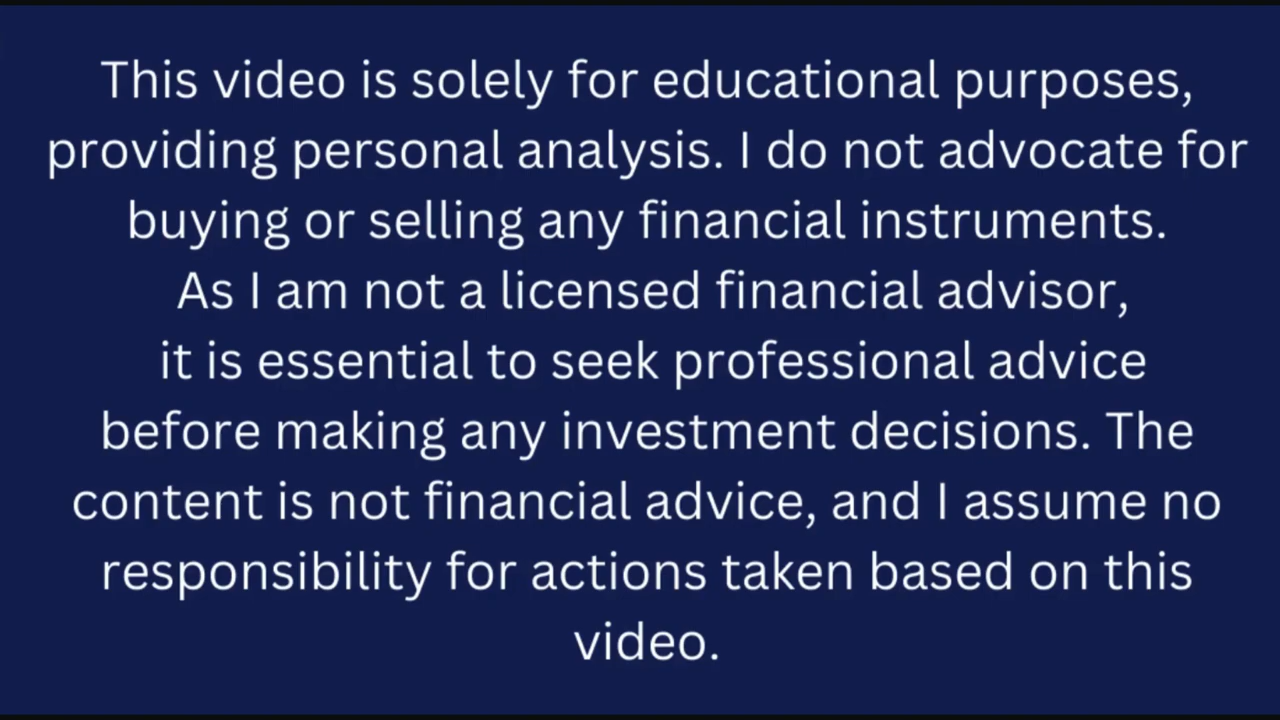 This video is solely for educational purposes,
providing personal analysis. I do not advocate for
buying or selling any financial instruments.
As I am not a licensed financial advisor,
it is essential to seek professional advice
before making any investment decisions. The
content is not financial advice, and I assume no
responsibility for actions taken based on this
video.